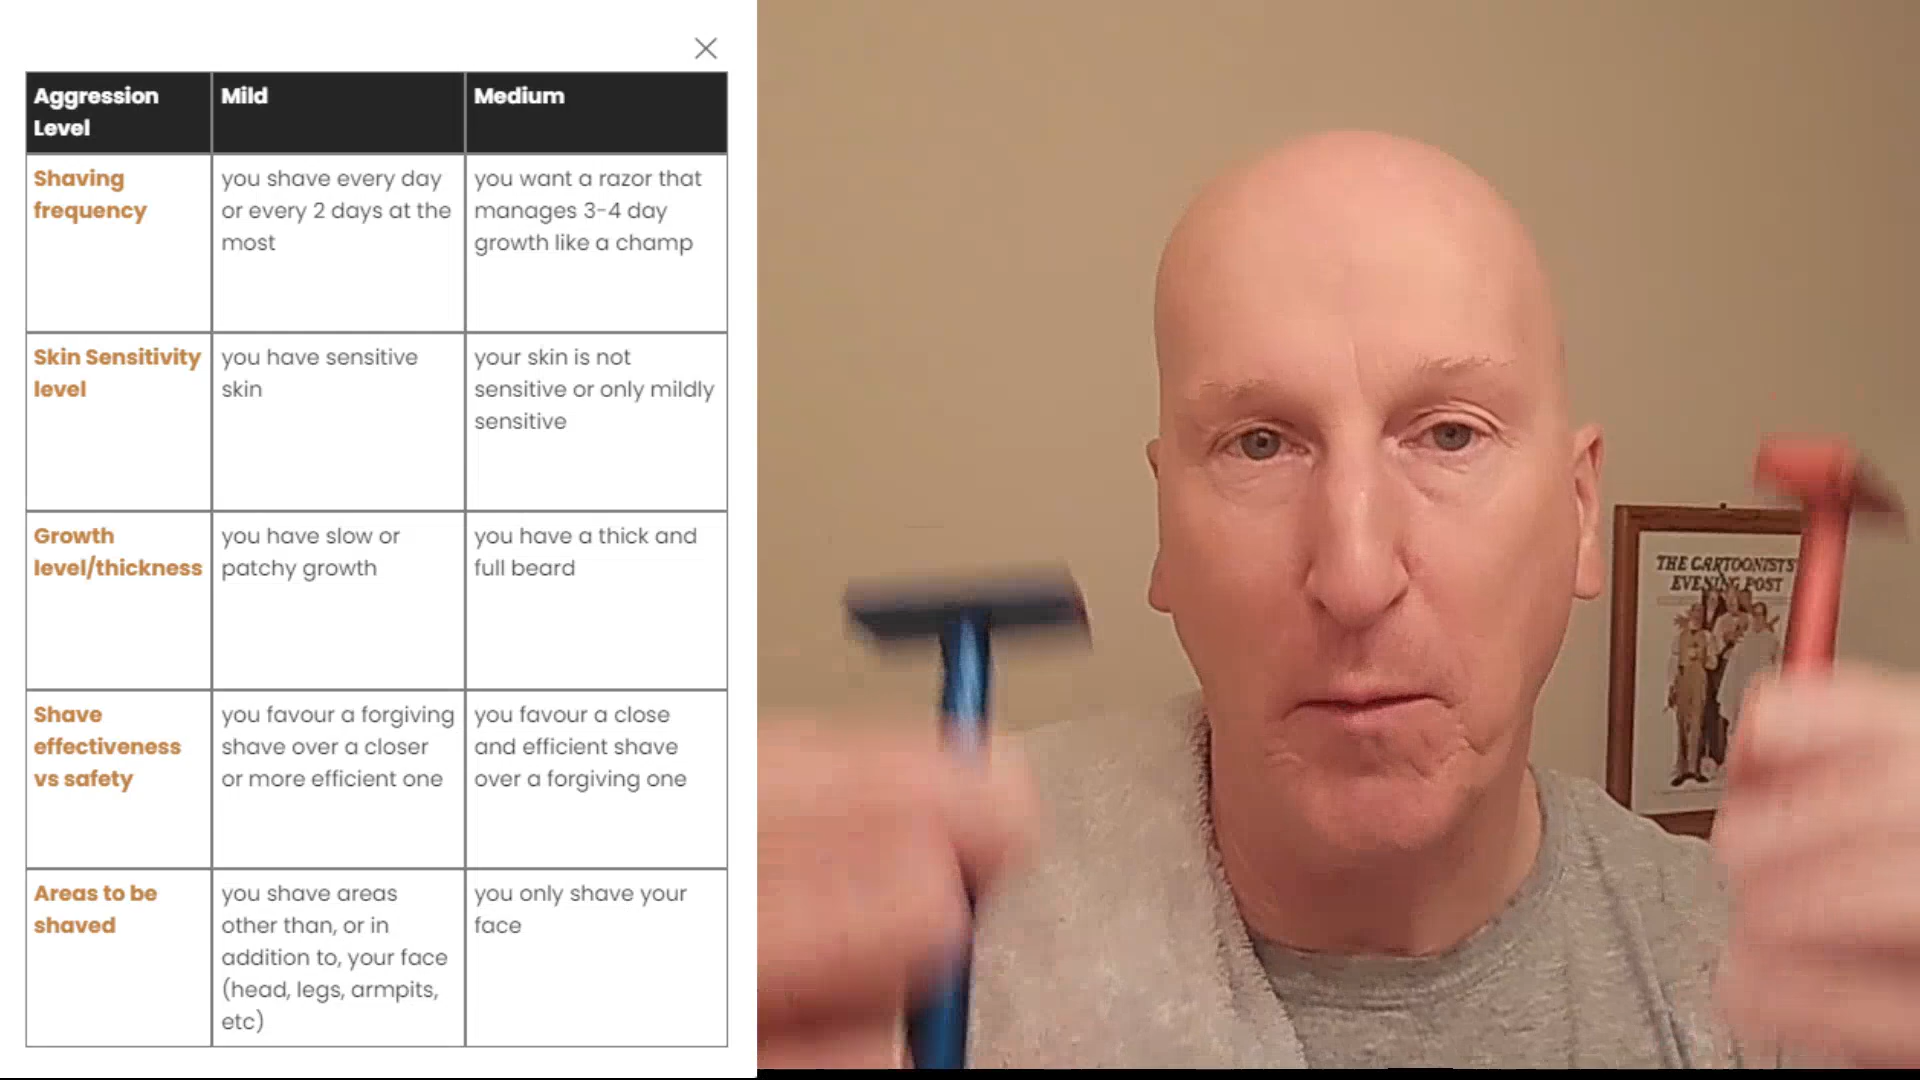 Aggression
Level
Mild
Medium
Shaving
frequency
you shave every day
or every 2 days at the
most
you want a razor that
manages 3-4 day
growth like a champ
Skin Sensitivity
level
you have sensitive
skin
your skin is not
sensitive or only mildly
sensitive
Growth
level/thickness
you have slow or
patchy growth
you have a thick and
full beard
Shave
effectiveness
vs safety
you favour a forgiving
shave over a closer
or more efficient one
you favour a close
and efficient shave
over a forgiving one
Areas to be
shaved
you shave areas
other than, or in
addition to, your face
(head, legs, armpits,
etc)
you only shave your
face
THE CARTOONISTS'
EVENING POST